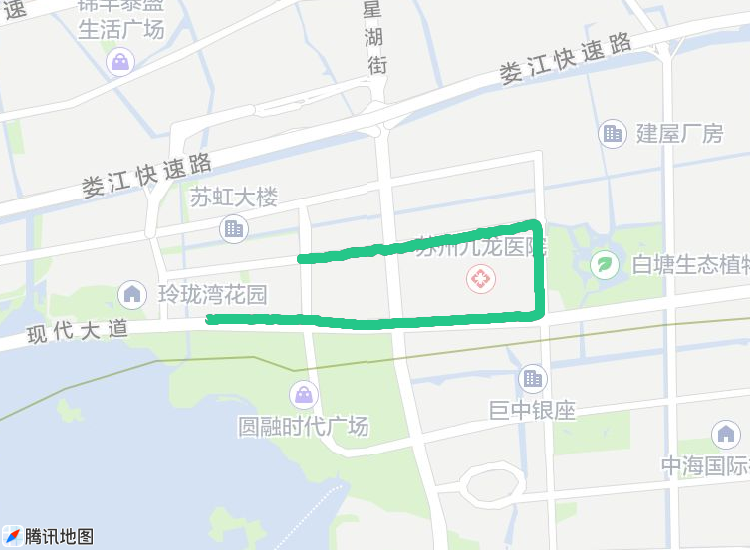 速
锦丰泰盛
生活广场
星湖街
娄江快速路
建屋厂房
娄江快速路
苏虹大楼
苏州九龙医院
白塘生态植物
玲珑湾花园
现代大道
巨中银座
圆融时代广场
中海国际
腾讯地图